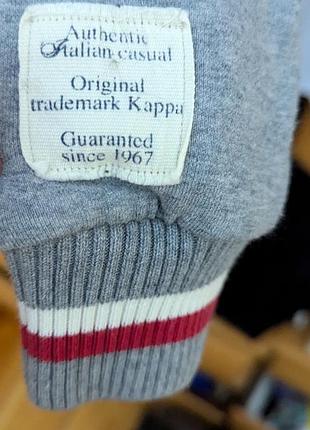 Authentic
Italian casual
Original
trademark Kappa
Guaranted
since 1967